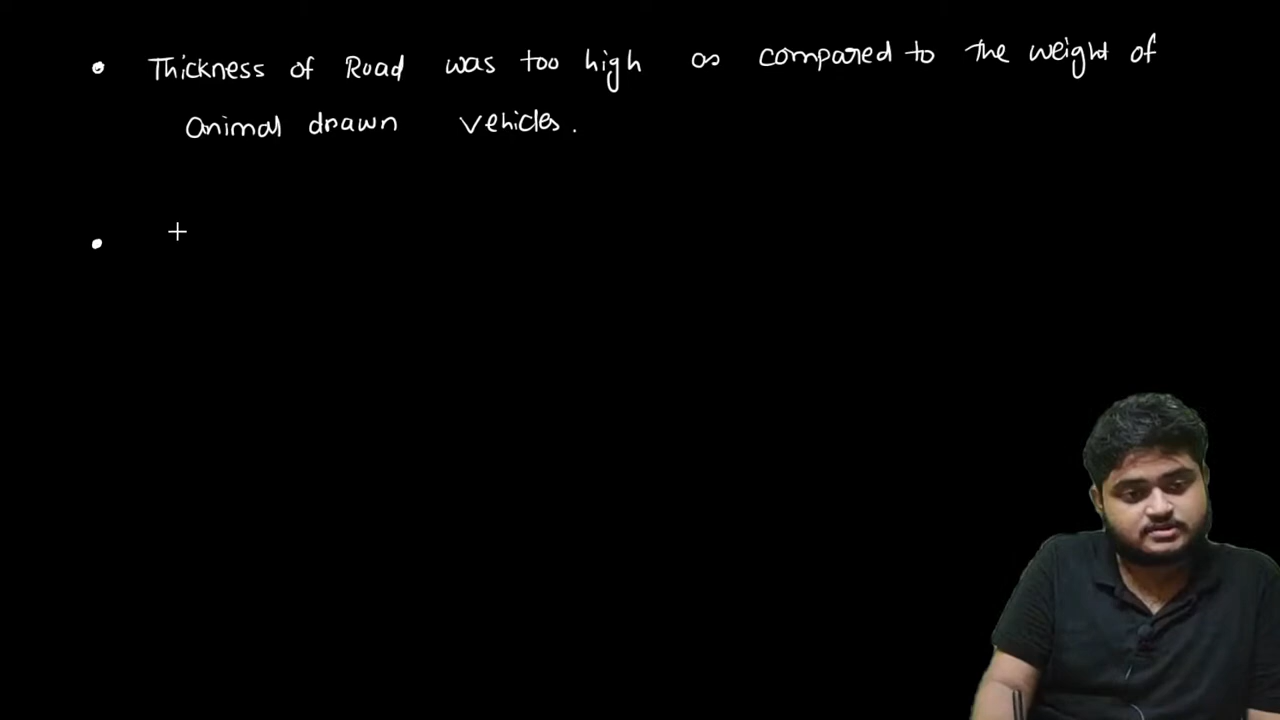 • Thickness of Road was too high as compared to the weight of
animal drawn vehicles.
•